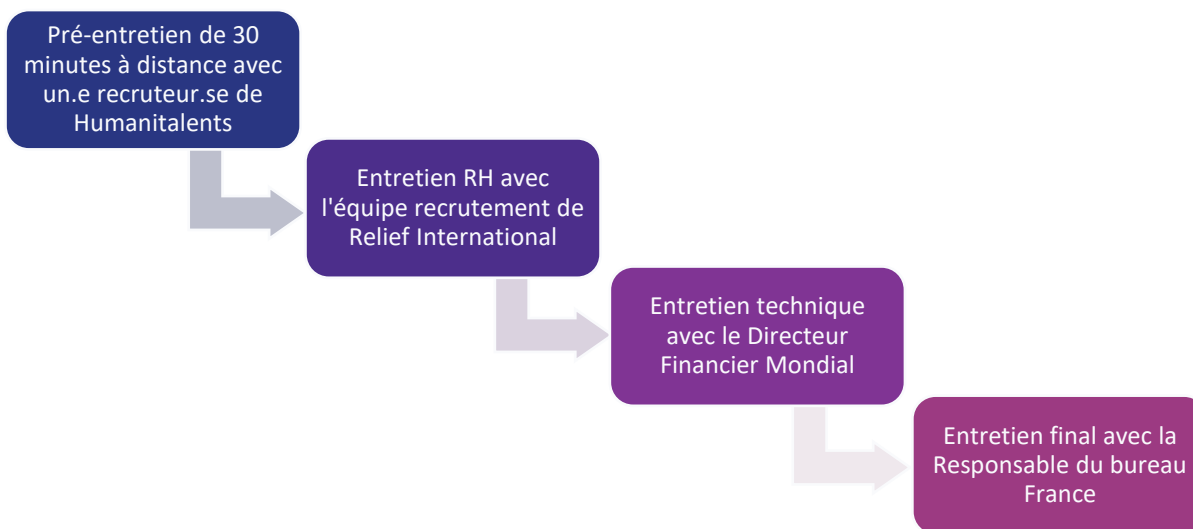 Pré-entretien de 30
minutes à distance avec
un.e recruteur.se de
Humanitalents
Entretien RH avec
l'équipe recrutement de
Relief International
Entretien technique
avec le Directeur
Financier Mondial
Entretien final avec la
Responsable du bureau
France